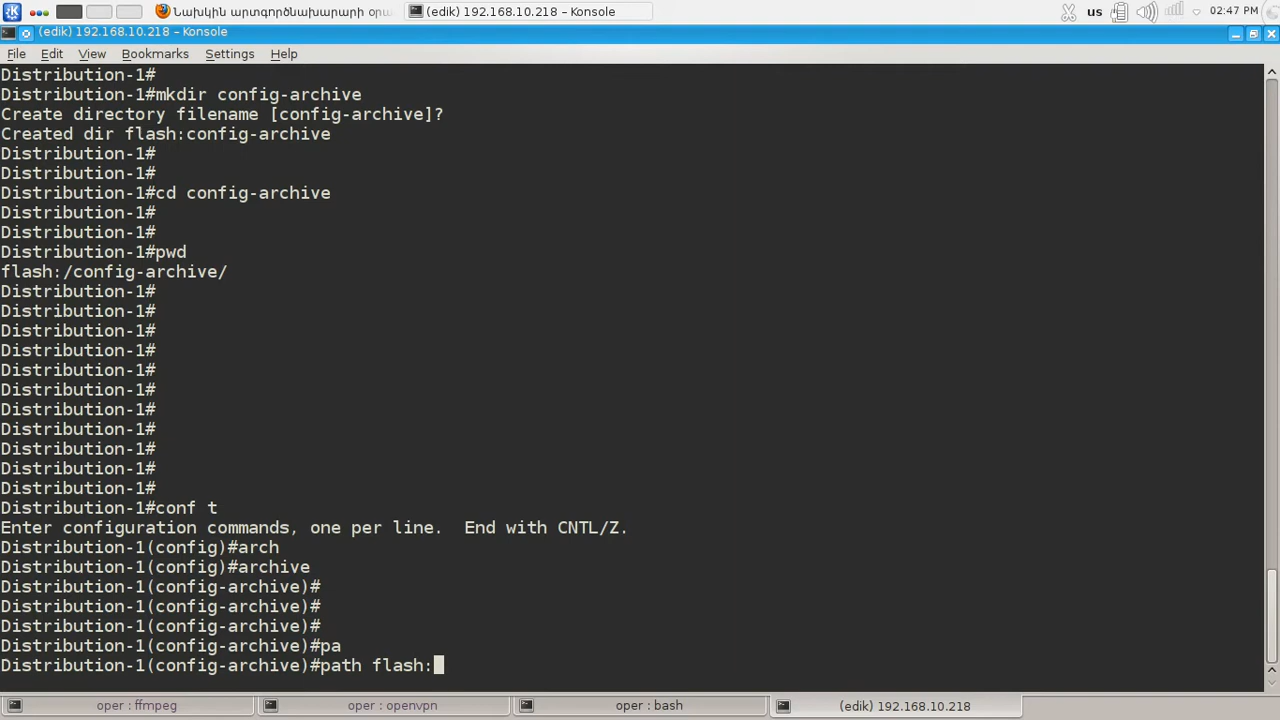 Նախկին արտգործնախարարի օրա
(edik) 192.168.10.218 – Konsole
us
02:47 PM
(edik) 192.168.10.218 – Konsole
File Edit View Bookmarks Settings Help
Distribution-1#
Distribution-1#mkdir config-archive
Create directory filename [config-archive]?
Created dir flash:config-archive
Distribution-1#
Distribution-1#
Distribution-1#cd config-archive
Distribution-1#
Distribution-1#
Distribution-1#pwd
flash:/config-archive/
Distribution-1#
Distribution-1#
Distribution-1#
Distribution-1#
Distribution-1#
Distribution-1#
Distribution-1#
Distribution-1#
Distribution-1#
Distribution-1#
Distribution-1#
Distribution-1#conf t
Enter configuration commands, one per line.  End with CNTL/Z.
Distribution-1(config)#arch
Distribution-1(config)#archive
Distribution-1(config-archive)#
Distribution-1(config-archive)#
Distribution-1(config-archive)#
Distribution-1(config-archive)#pa
Distribution-1(config-archive)#path flash:
oper : ffmpeg
oper : openvpn
oper : bash
(edik) 192.168.10.218